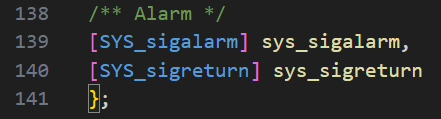 138 /** Alarm */
139 [SYS_sigalarm] sys_sigalarm,
140 [SYS_sigreturn] sys_sigreturn
141 };